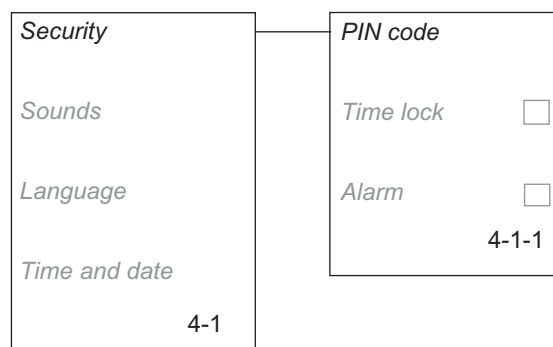 Security
Sounds
Language
Time and date
4-1
PIN code
Time lock
Alarm
4-1-1